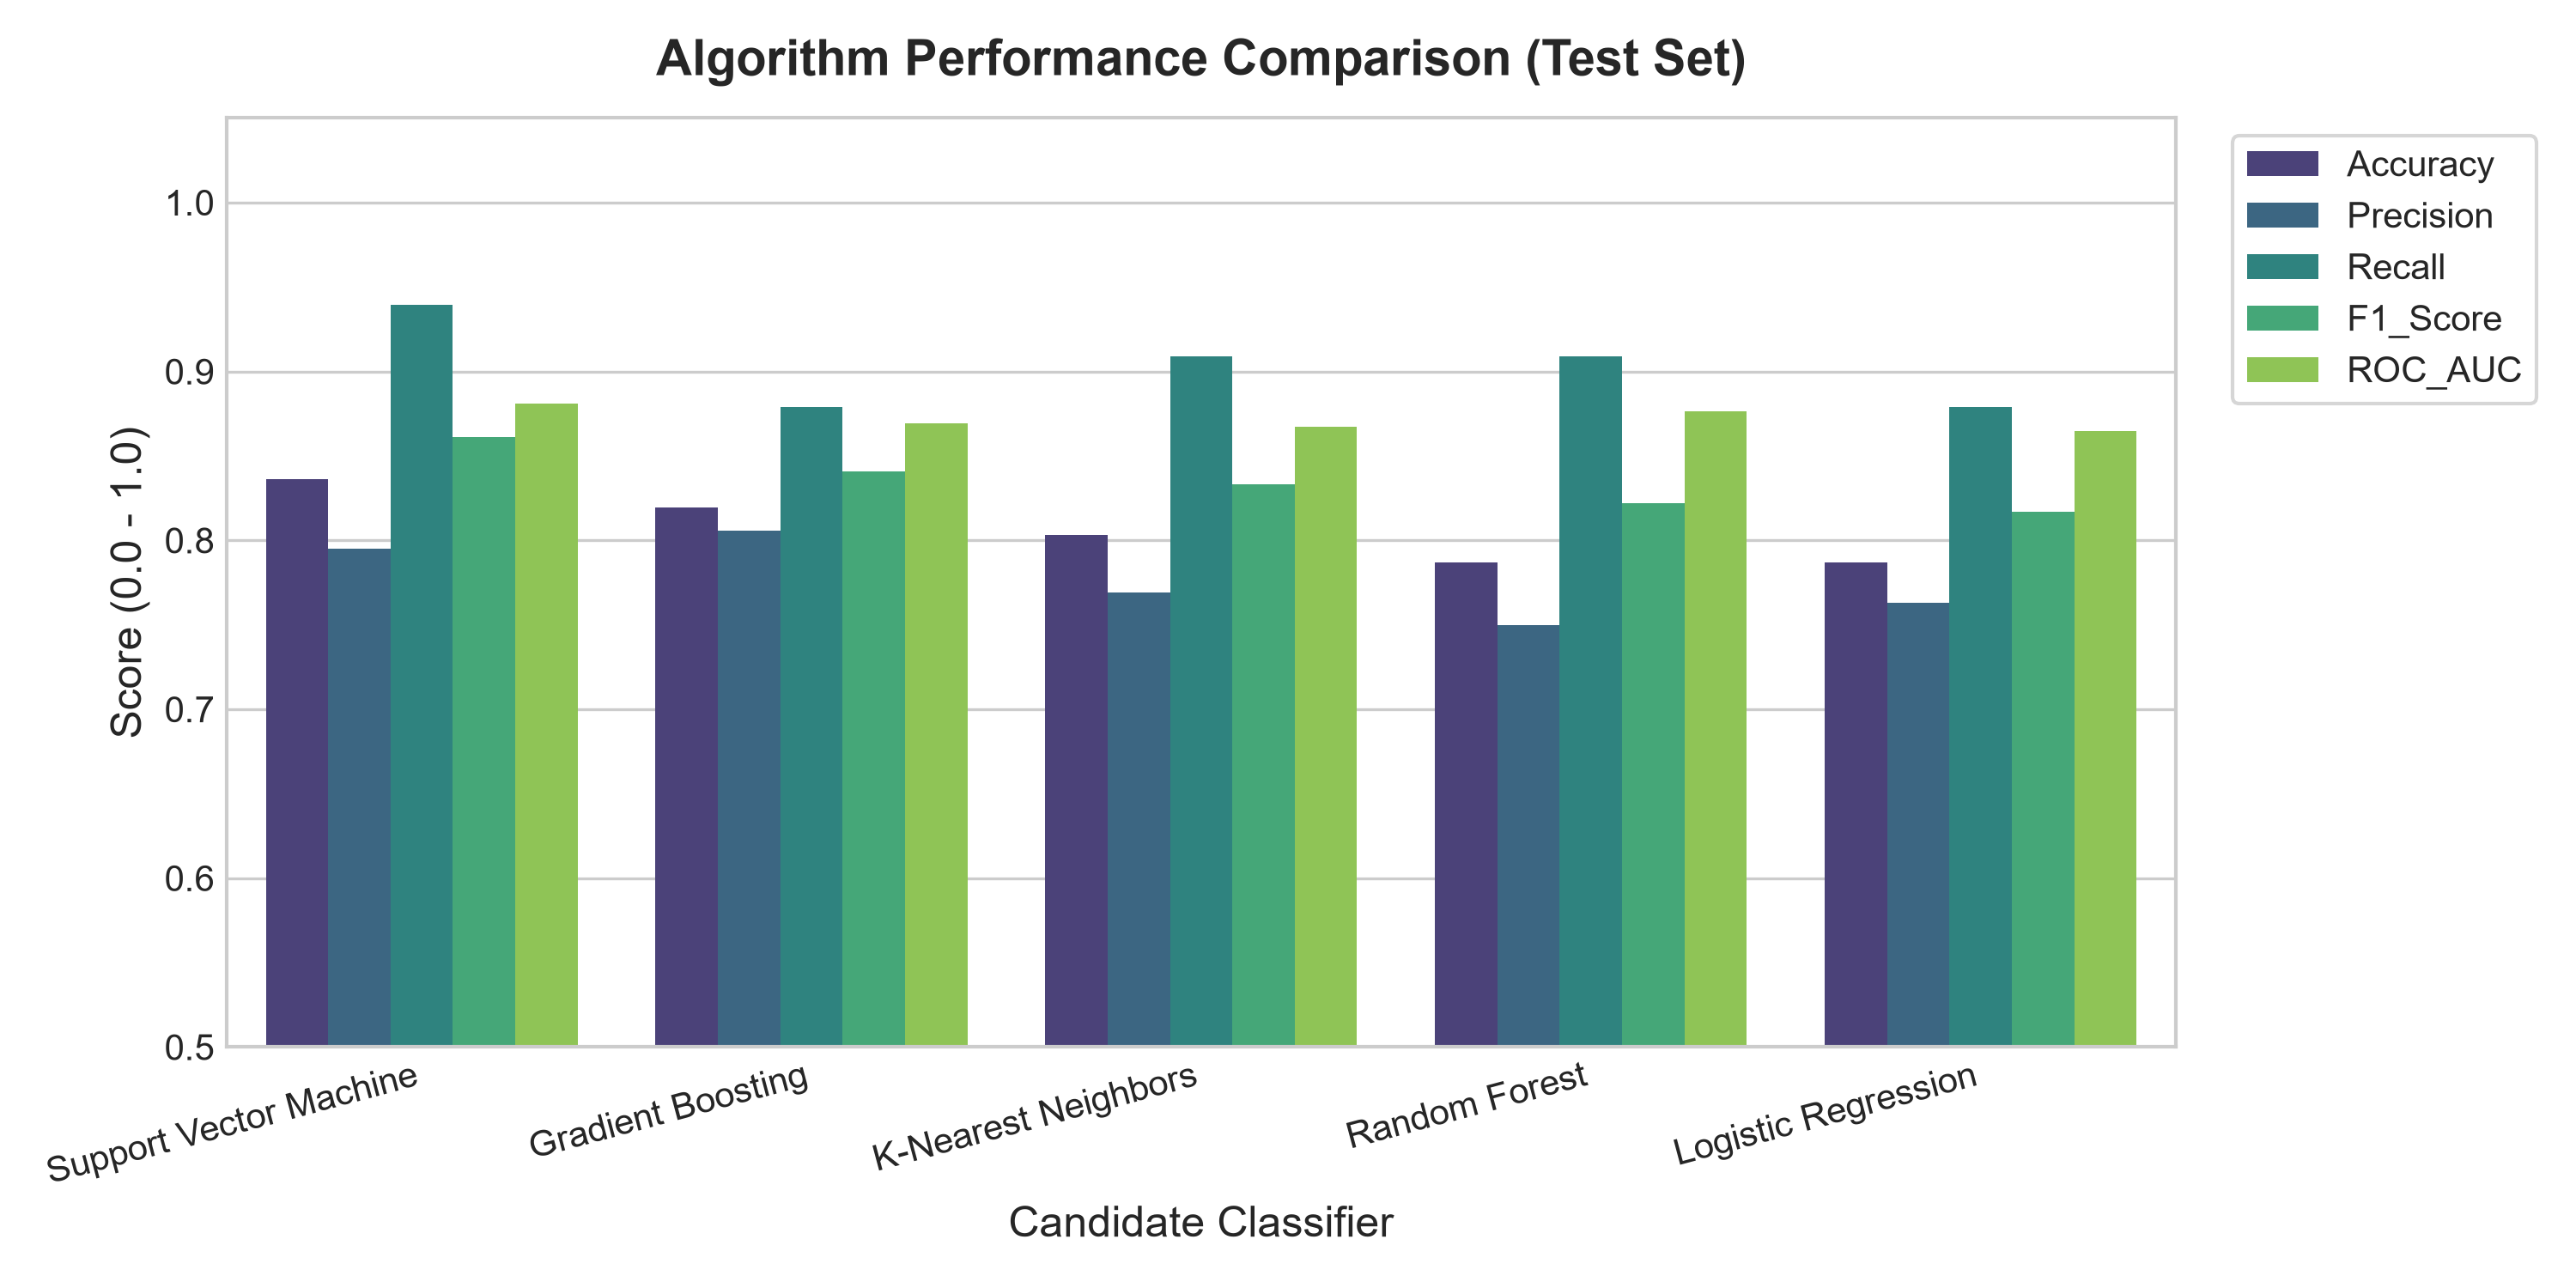 Algorithm Performance Comparison (Test Set)
Score (0.0 - 1.0)
1.0
0.9
0.8
0.7
0.6
0.5
Support Vector Machine
Gradient Boosting
K-Nearest Neighbors
Random Forest
Logistic Regression
Candidate Classifier
Accuracy
Precision
Recall
F1_Score
ROC_AUC